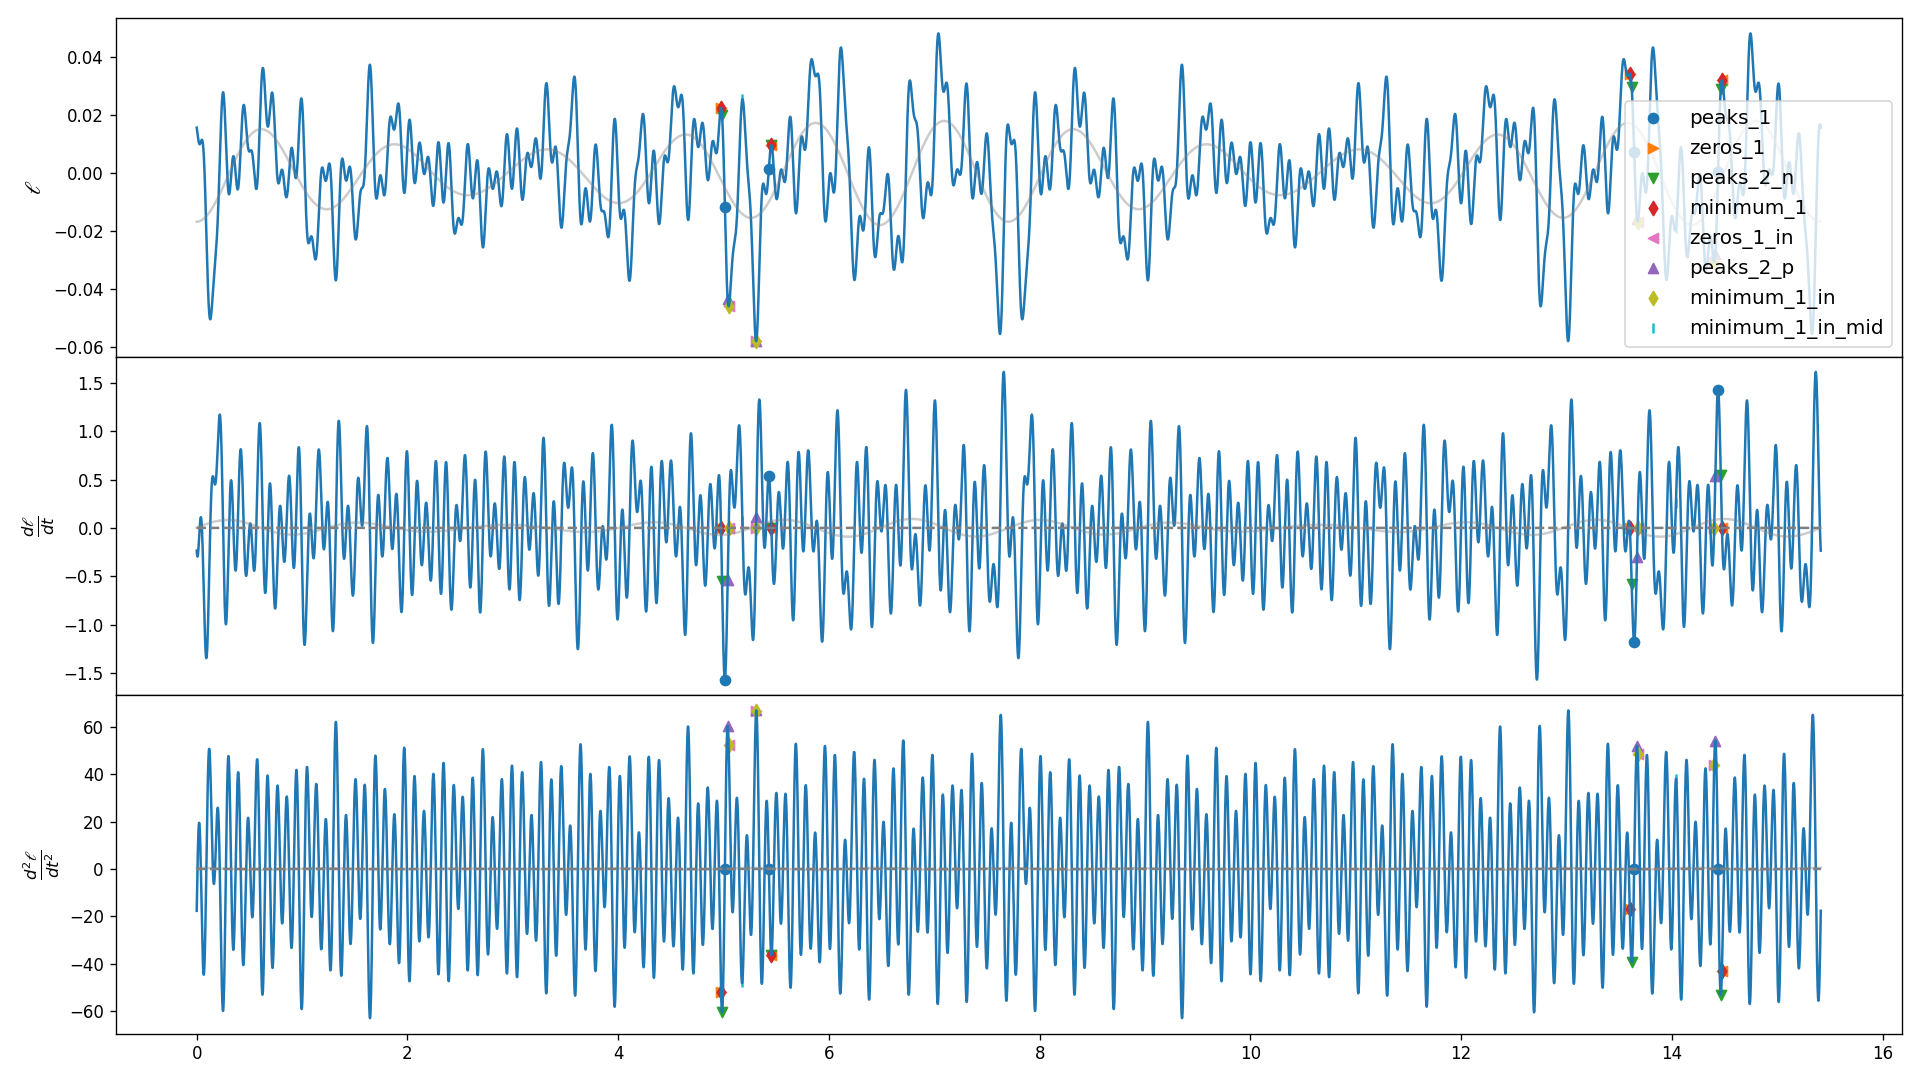 0.04
0.02
0.00
−0.02
−0.04
−0.06
ℓ
peaks_1
zeros_1
peaks_2_n
minimum_1
zeros_1_in
peaks_2_p
minimum_1_in
minimum_1_in_mid
1.5
1.0
0.5
0.0
−0.5
−1.0
−1.5
dℓ
dt
60
40
20
0
−20
−40
−60
d²ℓ
dt²
0 2 4 6 8 10 12 14 16